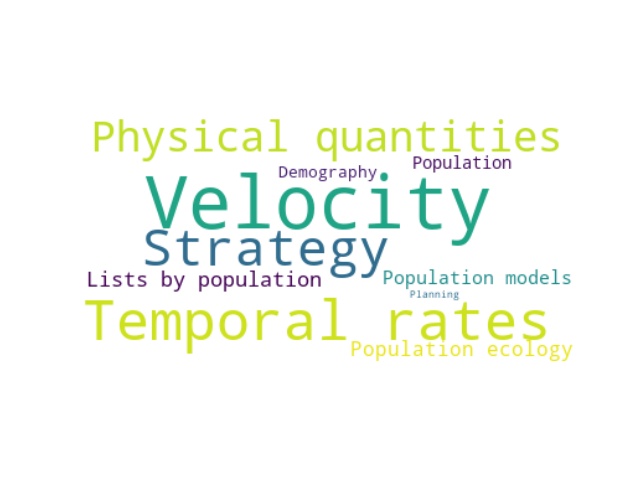 Physical quantities
Population
Demography
Velocity
Strategy
Lists by population
Population models
Planning
Temporal rates
Population ecology